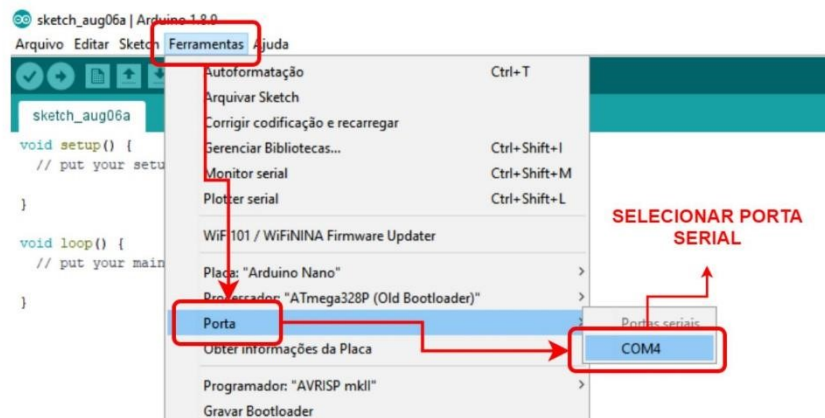 sketch_aug06a | Arduino 1.8.9
Arquivo Editar Sketch Ferramentas Ajuda
sketch_aug06a
void setup() {
// put your setu
}
void loop() {
// put your main
}
Autoformatação Ctrl+T
Arquivar Sketch
Corrigir codificação e recarregar
Gerenciar Bibliotecas... Ctrl+Shift+I
Monitor serial Ctrl+Shift+M
Plotter serial Ctrl+Shift+L
WiFi101 / WiFiNINA Firmware Updater
Placa: "Arduino Nano"
Processador: "ATmega328P (Old Bootloader)"
Porta
Obter informações da Placa
Programador: "AVRISP mkII"
Gravar Bootloader
Portas seriais
COM4
SELECIONAR PORTA
SERIAL